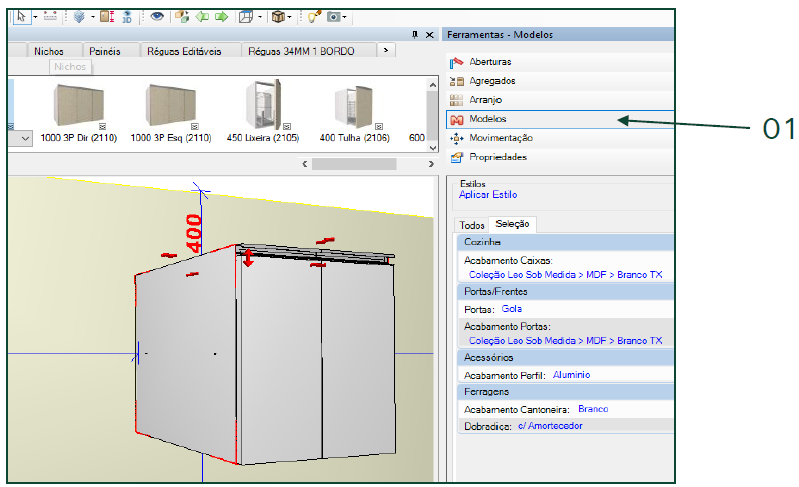 3D
Nichos
Painéis
Réguas Editáveis
Réguas 34MM 1 BORDO
Nichos
1000 3P Dir (2110)
1000 3P Esq (2110)
450 Lixeira (2105)
400 Tulha (2106)
600
400
Ferramentas - Modelos
Aberturas
Agregados
Arranjo
Modelos
Movimentação
Propriedades
01
Estilos
Aplicar Estilo
Todos
Seleção
Cozinha
Acabamento Caixas:
Coleção Leo Sob Medida > MDF > Branco TX
Portas/Frentes
Portas: Gola
Acabamento Portas:
Coleção Leo Sob Medida > MDF > Branco TX
Acessórios
Acabamento Perfil: Aluminio
Ferragens
Acabamento Cantoneira: Branco
Dobradiça: c/ Amortecedor